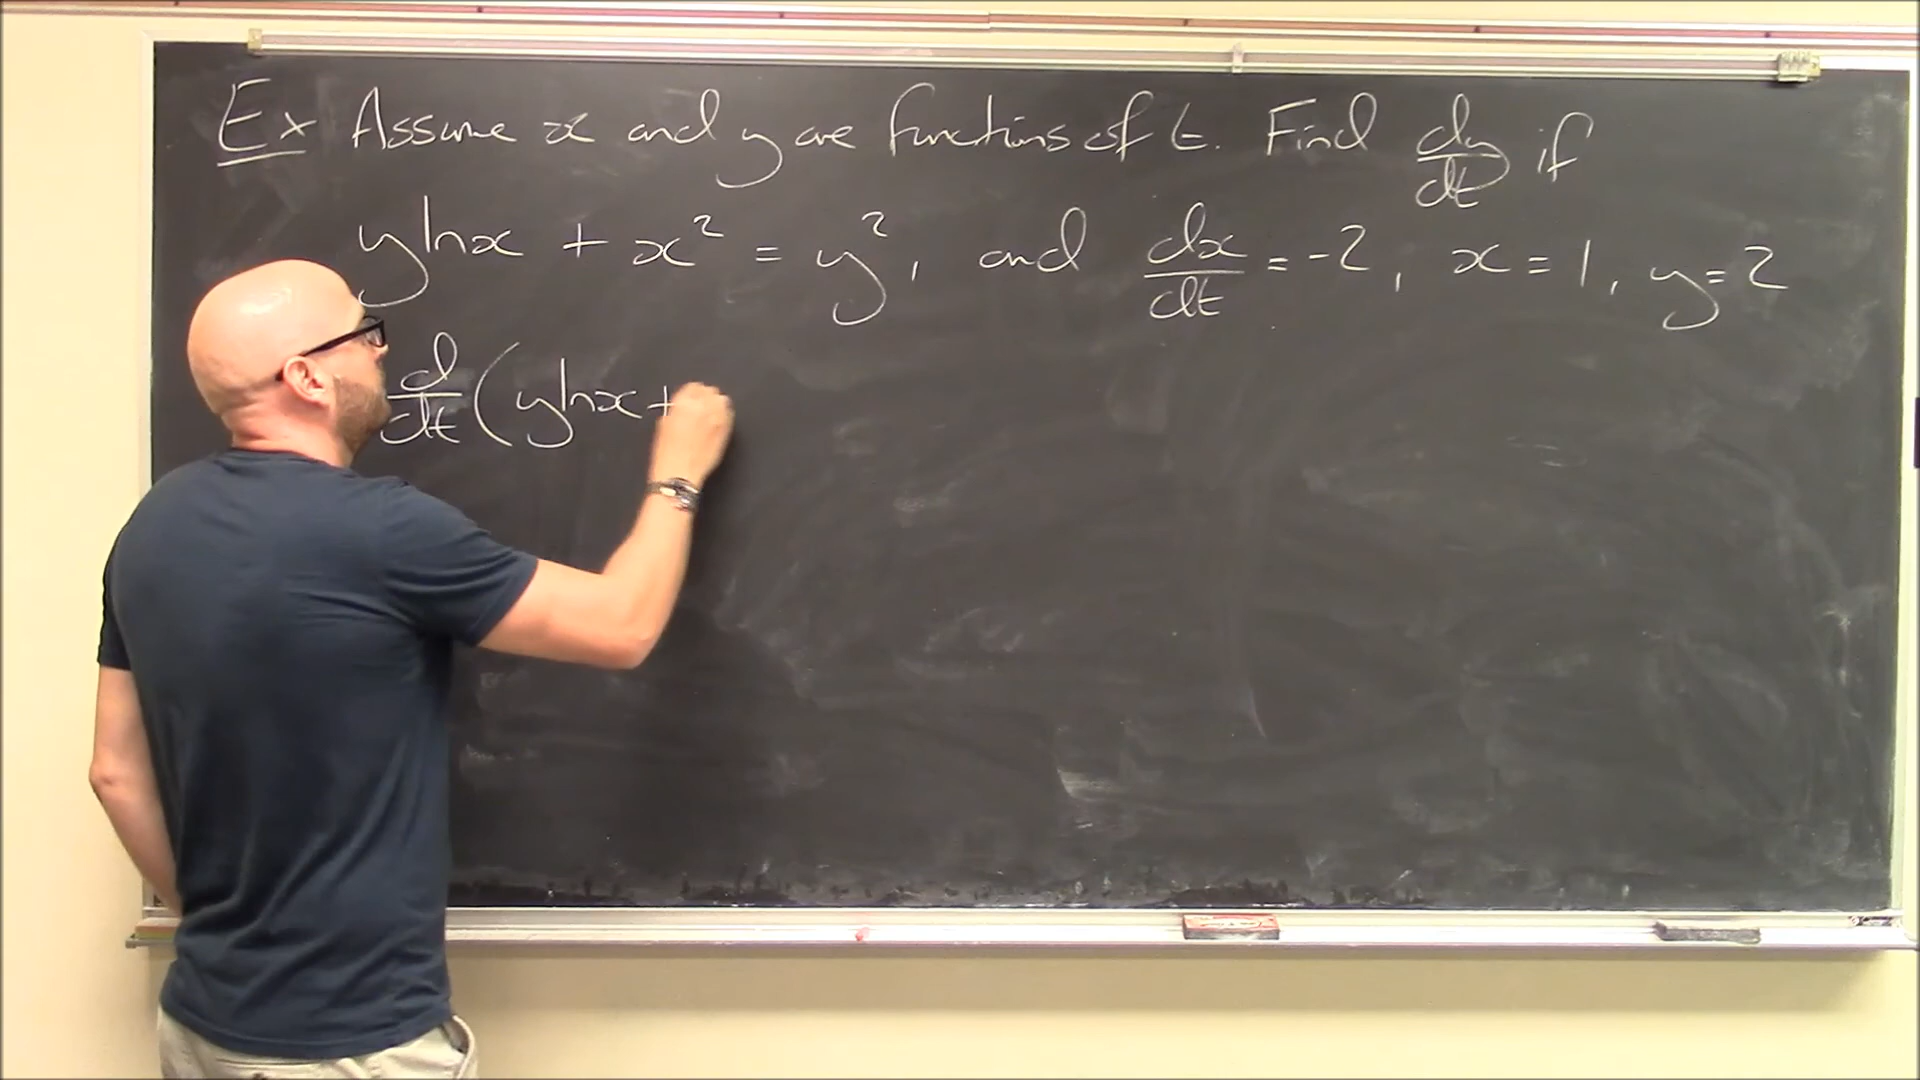 Ex Assume x and y are functions of t. Find dy/dt if
y ln x + x² = y², and dx/dt = -2, x = 1, y = 2
d/dt ( y ln x +